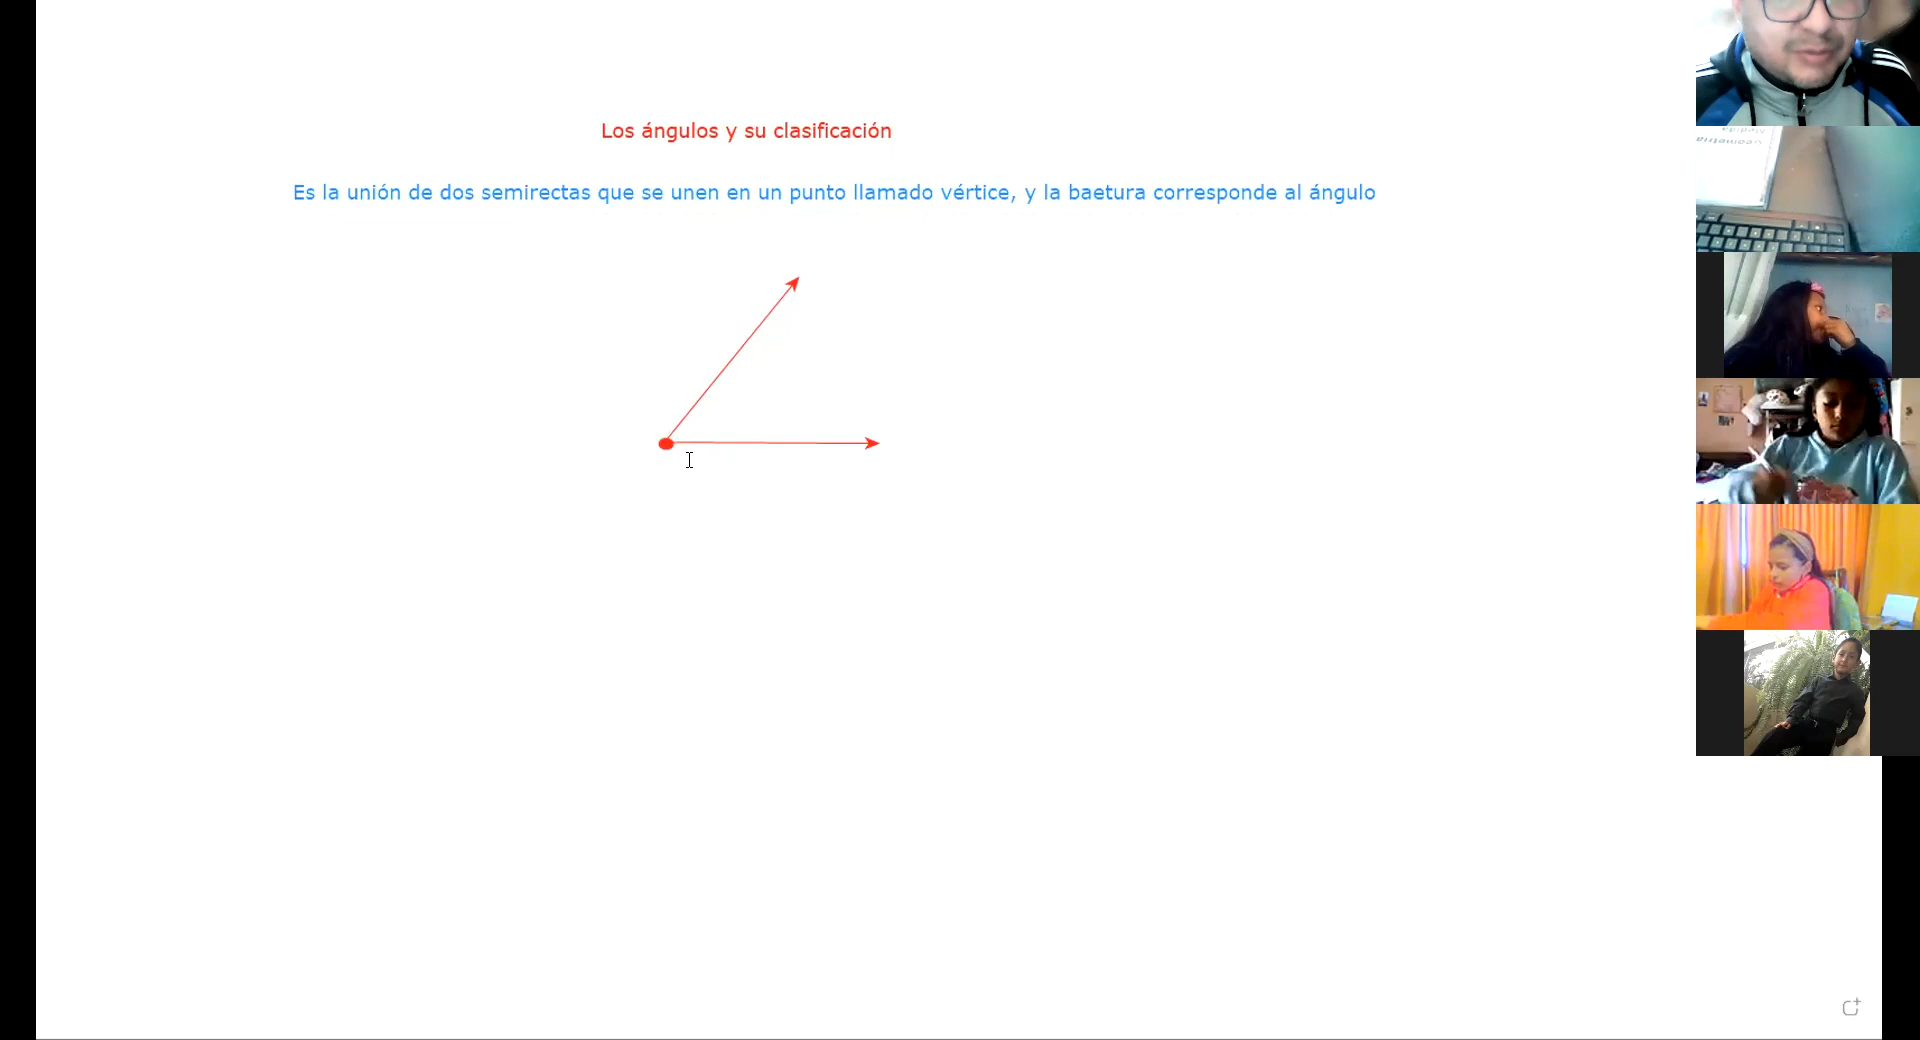 Los ángulos y su clasificación
Es la unión de dos semirectas que se unen en un punto llamado vértice, y la baetura corresponde al ángulo
Geometria